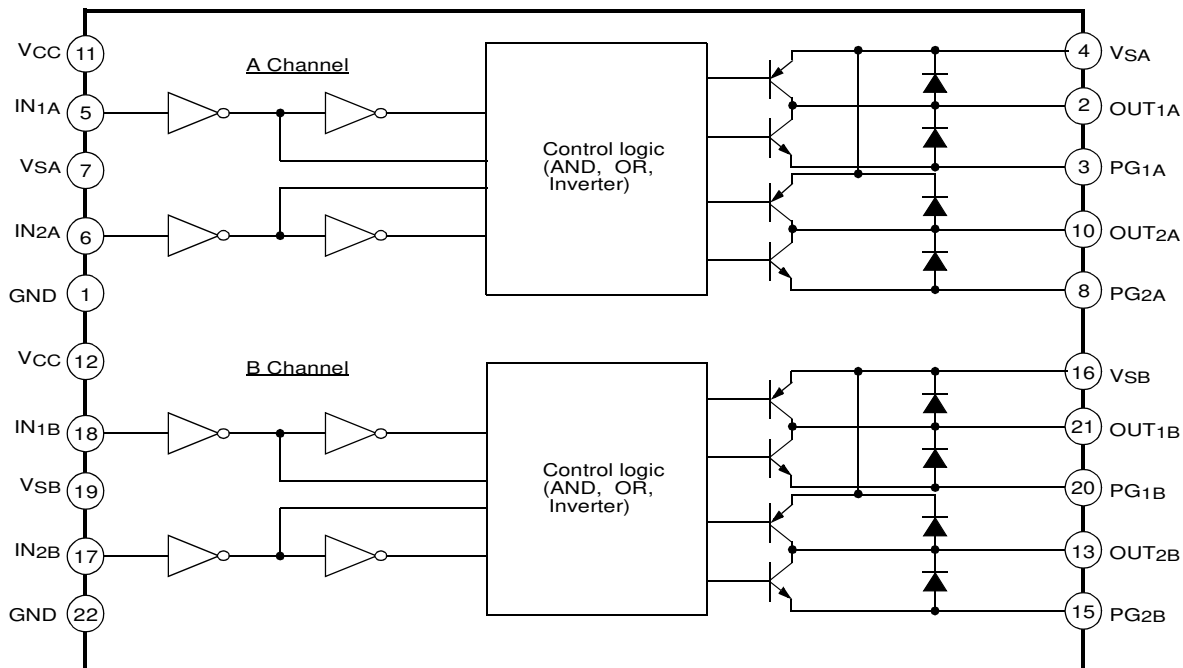 VCC 11
A Channel
4 VSA
IN1A 5
2 OUT1A
VSA 7
Control logic
(AND, OR,
Inverter)
3 PG1A
IN2A 6
10 OUT2A
GND 1
8 PG2A
VCC 12
B Channel
16 VSB
IN1B 18
21 OUT1B
VSB 19
Control logic
(AND, OR,
Inverter)
20 PG1B
IN2B 17
13 OUT2B
GND 22
15 PG2B